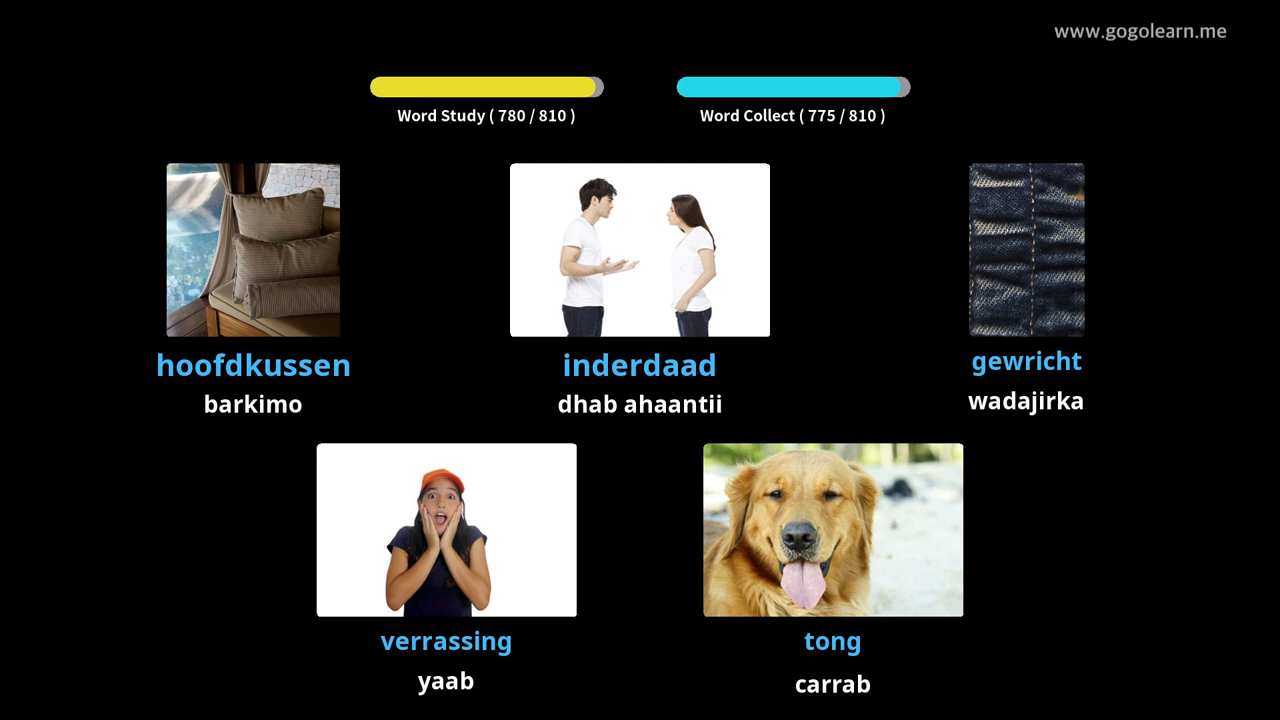 www.gogolearn.me
Word Study ( 780 / 810 )
Word Collect ( 775 / 810 )
hoofdkussen
barkimo
inderdaad
dhab ahaantii
gewricht
wadajirka
verrassing
yaab
tong
carrab